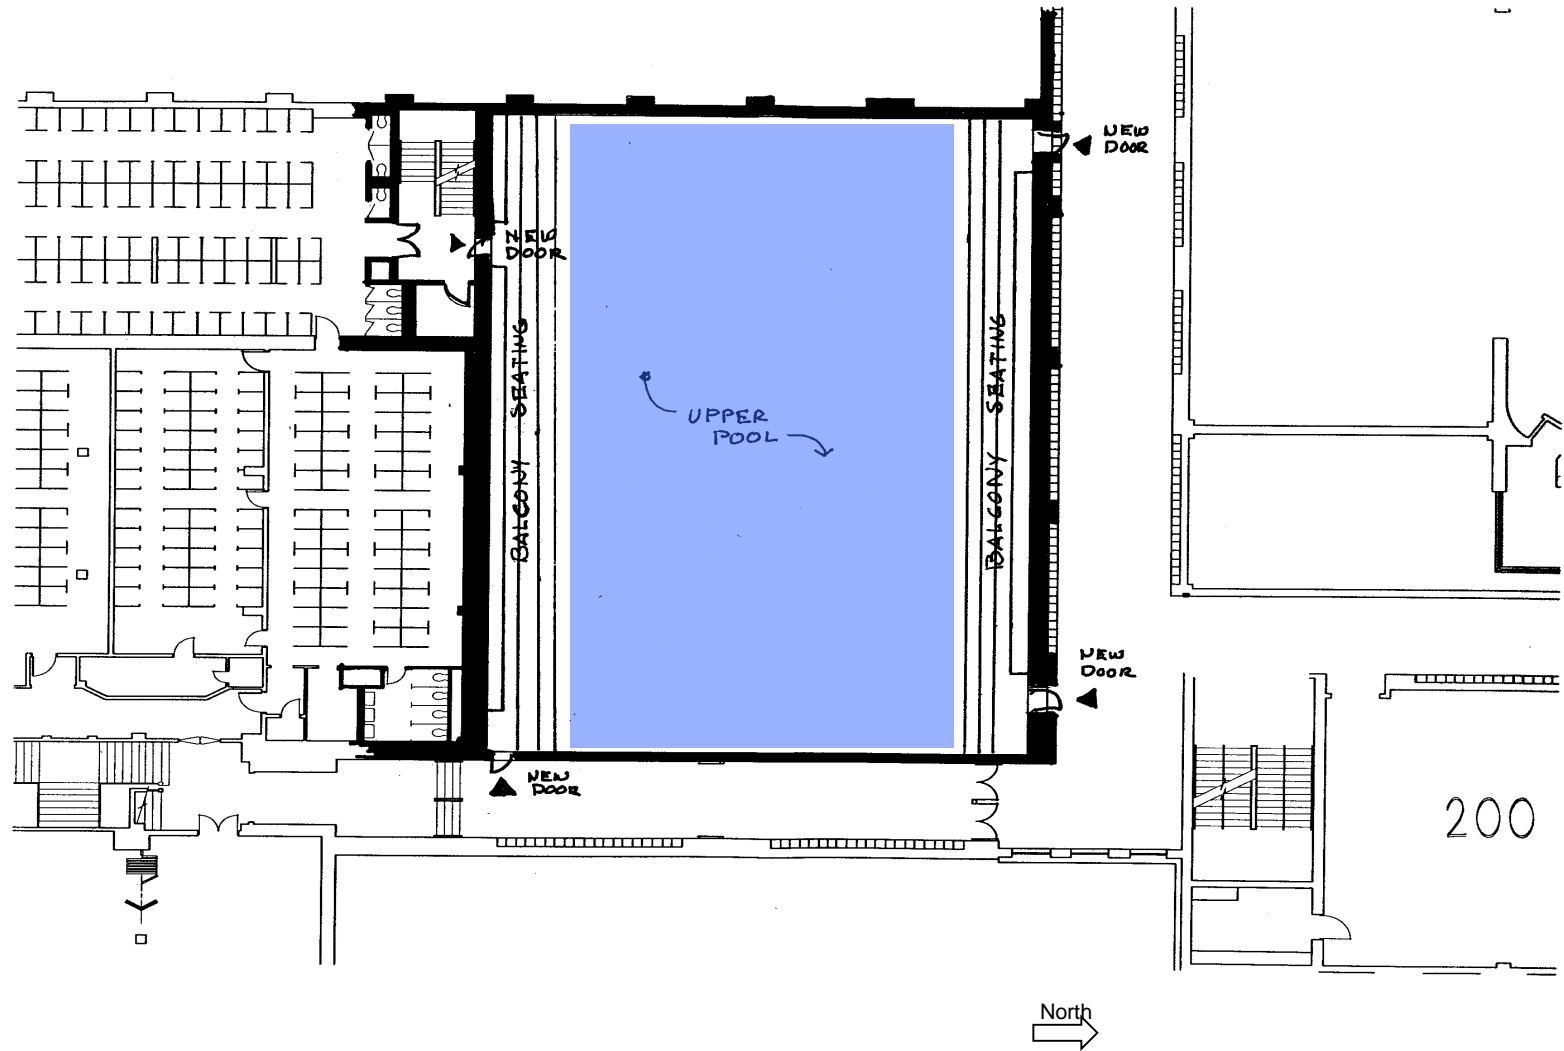 NEW
DOOR
NEW
DOOR
BALCONY SEATING
UPPER
POOL
BALCONY SEATING
NEW
DOOR
NEW
DOOR
200
North